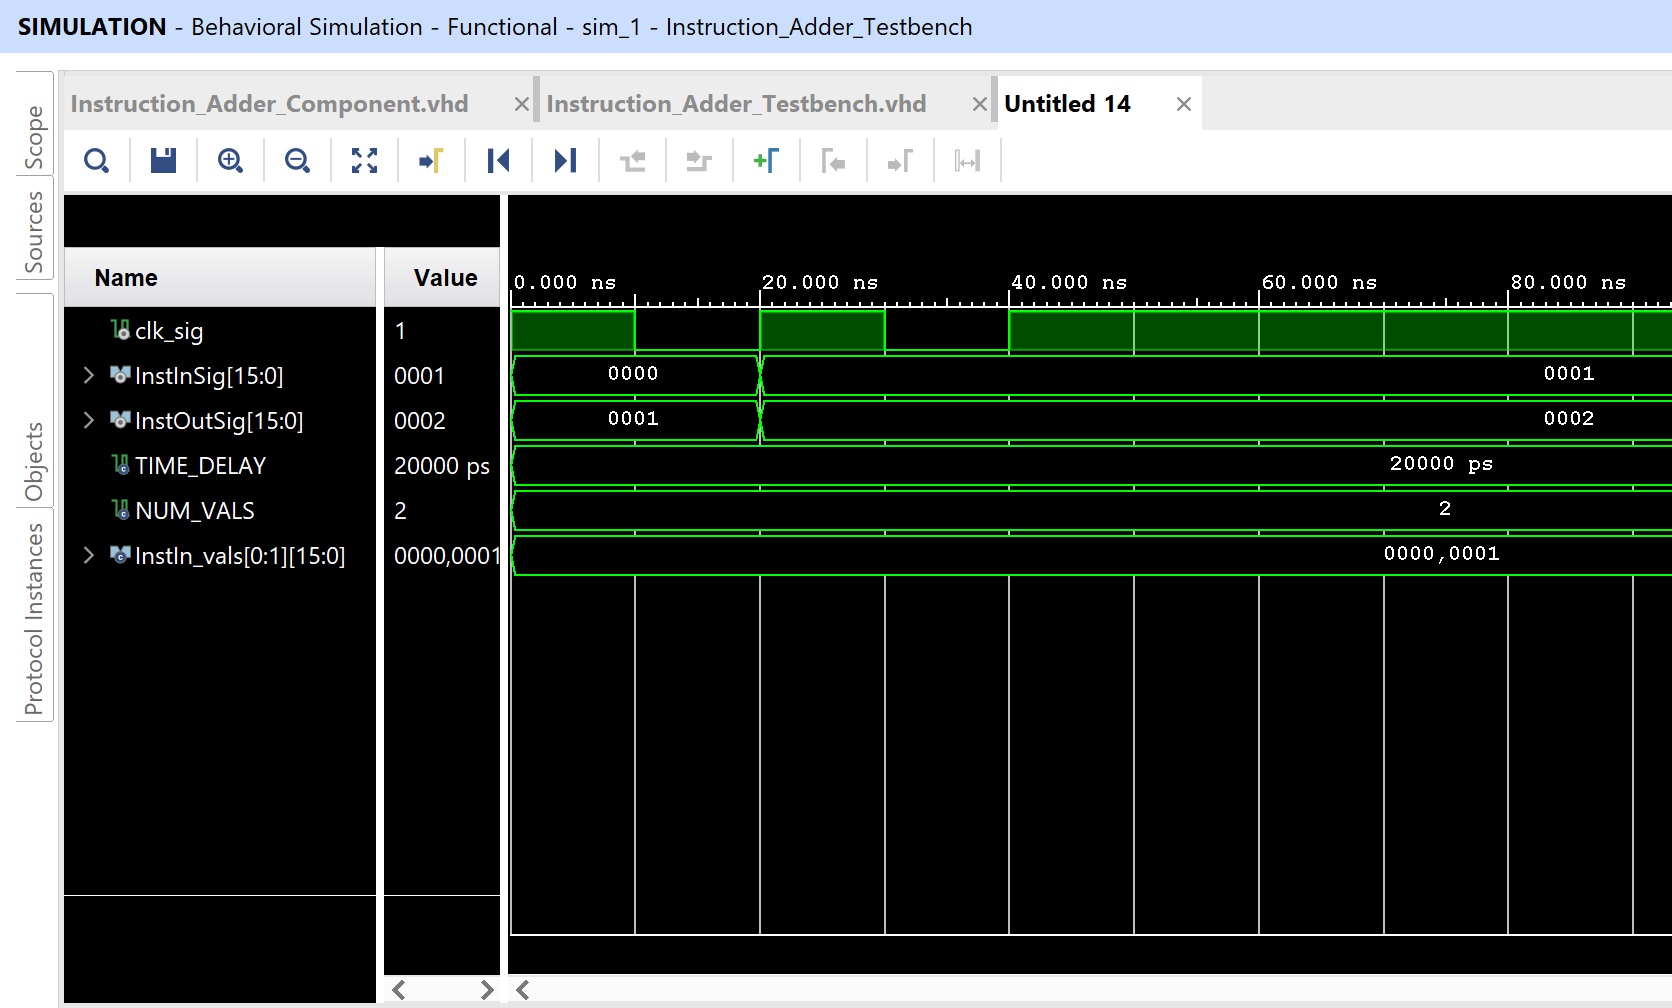 SIMULATION - Behavioral Simulation - Functional - sim_1 - Instruction_Adder_Testbench
Scope
Sources
Objects
Protocol Instances
Instruction_Adder_Component.vhd Instruction_Adder_Testbench.vhd Untitled 14
Name Value
0.000 ns 20.000 ns 40.000 ns 60.000 ns 80.000 ns
clk_sig 1
InstInSig[15:0] 0001 0000 0001
InstOutSig[15:0] 0002 0001 0002
TIME_DELAY 20000 ps 20000 ps
NUM_VALS 2 2
InstIn_vals[0:1][15:0] 0000,0001 0000,0001